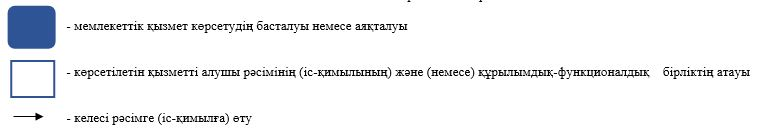 - мемлекеттік қызмет көрсетудің басталуы немесе аяқталуы
- көрсетілетін қызметті алушы рәсімінің (іс-қимылының) және (немесе) құрылымдық-функционалдық бірліктің атауы
- келесі рәсімге (іс-қимылға) өту